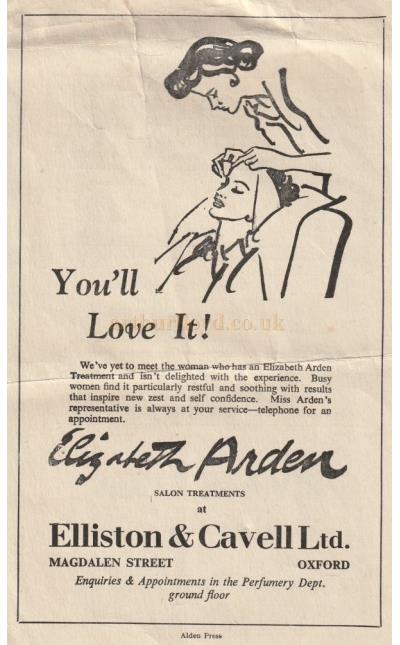 You'll
Love It!
arthurlloyd.co.uk
We've yet to meet the woman who has an Elizabeth Arden
Treatment and isn't delighted with the experience. Busy
women find it particularly restful and soothing with results
that inspire new zest and self confidence. Miss Arden's
representative is always at your service—telephone for an
appointment.
Elizabeth Arden
SALON TREATMENTS
at
Elliston & Cavell Ltd.
MAGDALEN STREET OXFORD
Enquiries & Appointments in the Perfumery Dept.
ground floor
Alden Press